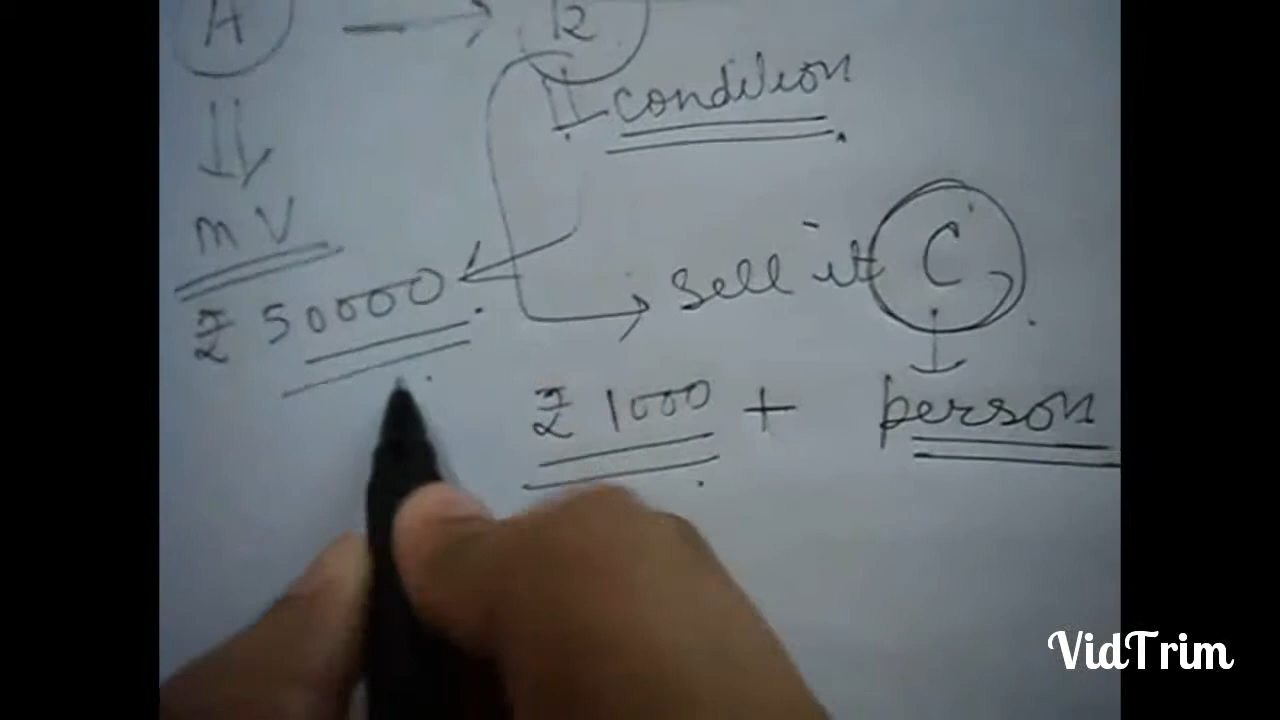 A → B
condition
mV
₹ 50000
sell it C
₹ 1000 + person
VidTrim